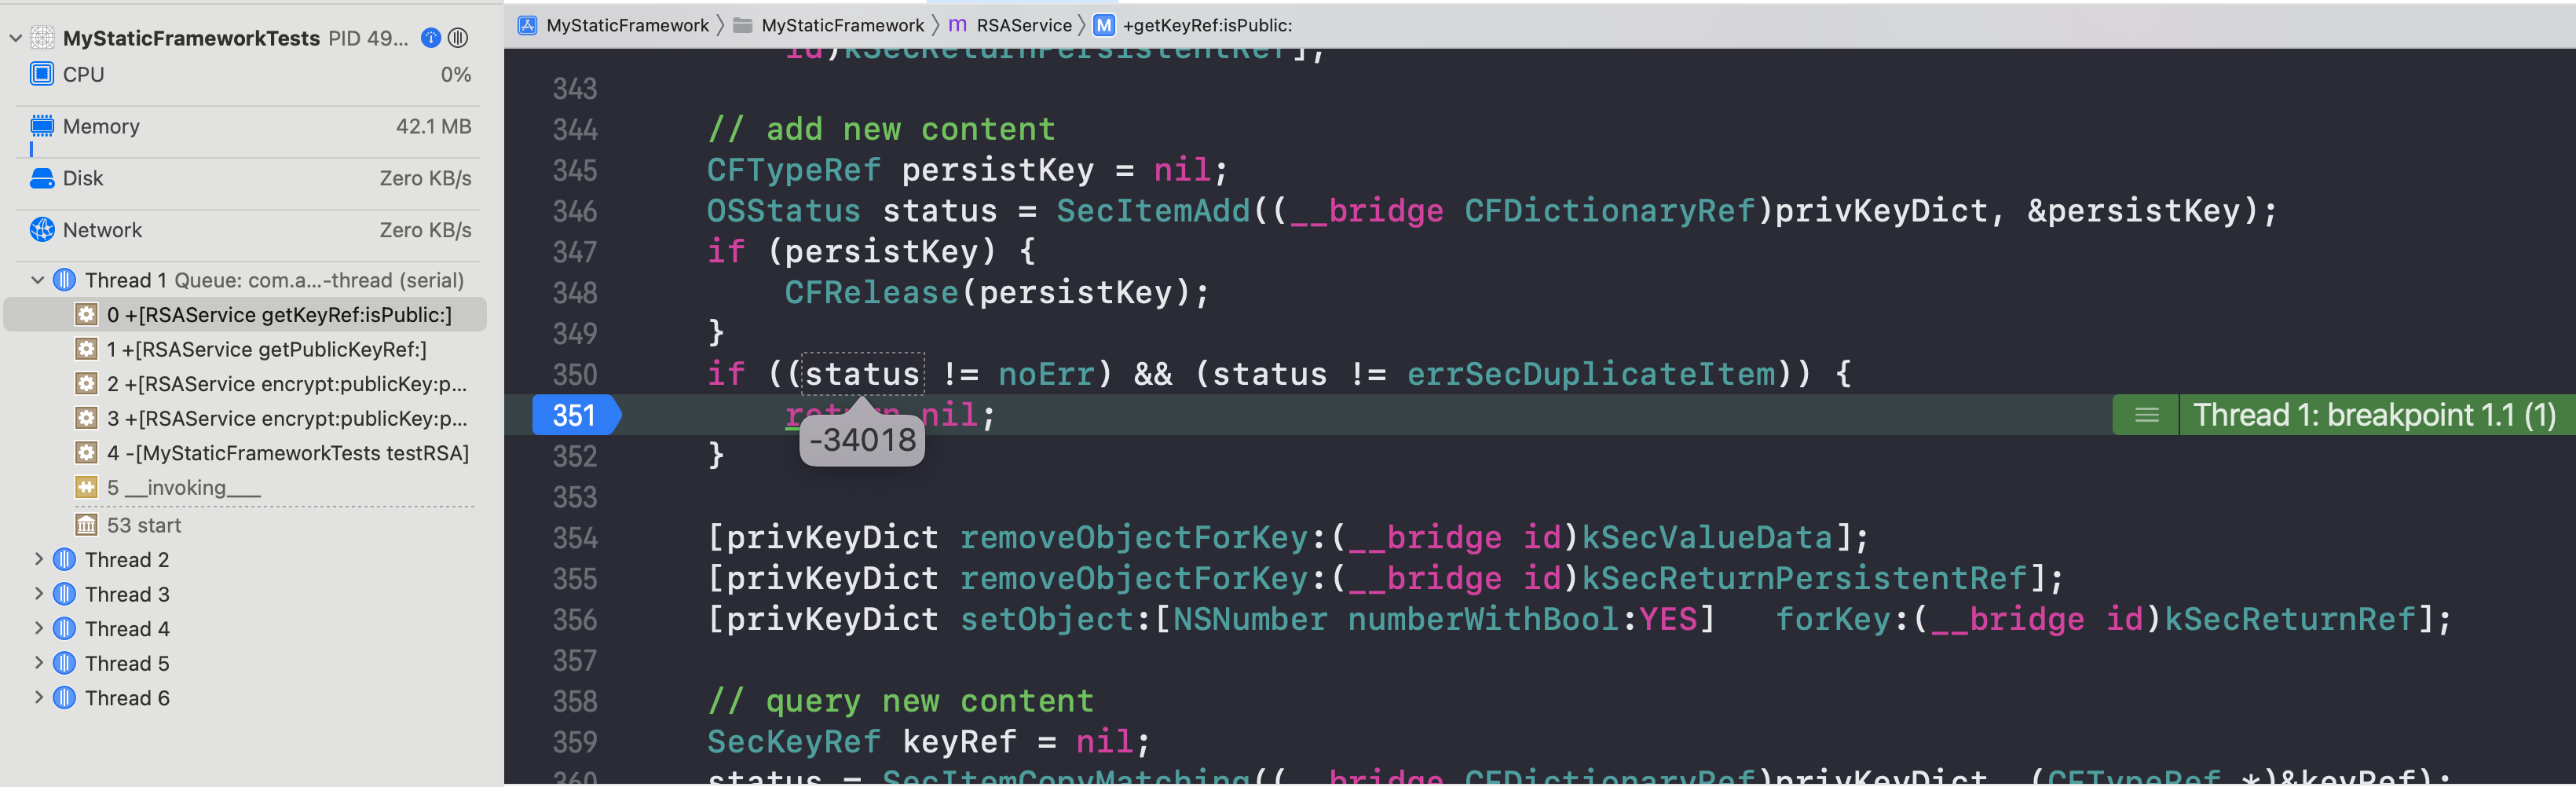 MyStaticFrameworkTests PID 49...
CPU 0%
Memory 42.1 MB
Disk Zero KB/s
Network Zero KB/s
Thread 1 Queue: com.a...-thread (serial)
0 +[RSAService getKeyRef:isPublic:]
1 +[RSAService getPublicKeyRef:]
2 +[RSAService encrypt:publicKey:p...
3 +[RSAService encrypt:publicKey:p...
4 -[MyStaticFrameworkTests testRSA]
5 __invoking___
53 start
Thread 2
Thread 3
Thread 4
Thread 5
Thread 6
MyStaticFramework 〉 MyStaticFramework 〉 m RSAService 〉 M +getKeyRef:isPublic:
id)kSecReturnPersistentRef];
343
344 // add new content
345 CFTypeRef persistKey = nil;
346 OSStatus status = SecItemAdd((__bridge CFDictionaryRef)privKeyDict, &persistKey);
347 if (persistKey) {
348 CFRelease(persistKey);
349 }
350 if ((status != noErr) && (status != errSecDuplicateItem)) {
351 return nil; Thread 1: breakpoint 1.1 (1)
-34018
352 }
353
354 [privKeyDict removeObjectForKey:(__bridge id)kSecValueData];
355 [privKeyDict removeObjectForKey:(__bridge id)kSecReturnPersistentRef];
356 [privKeyDict setObject:[NSNumber numberWithBool:YES] forKey:(__bridge id)kSecReturnRef];
357
358 // query new content
359 SecKeyRef keyRef = nil;
360 status = SecItemCopyMatching((__bridge CFDictionaryRef)privKeyDict, (CFTypeRef *)&keyRef);